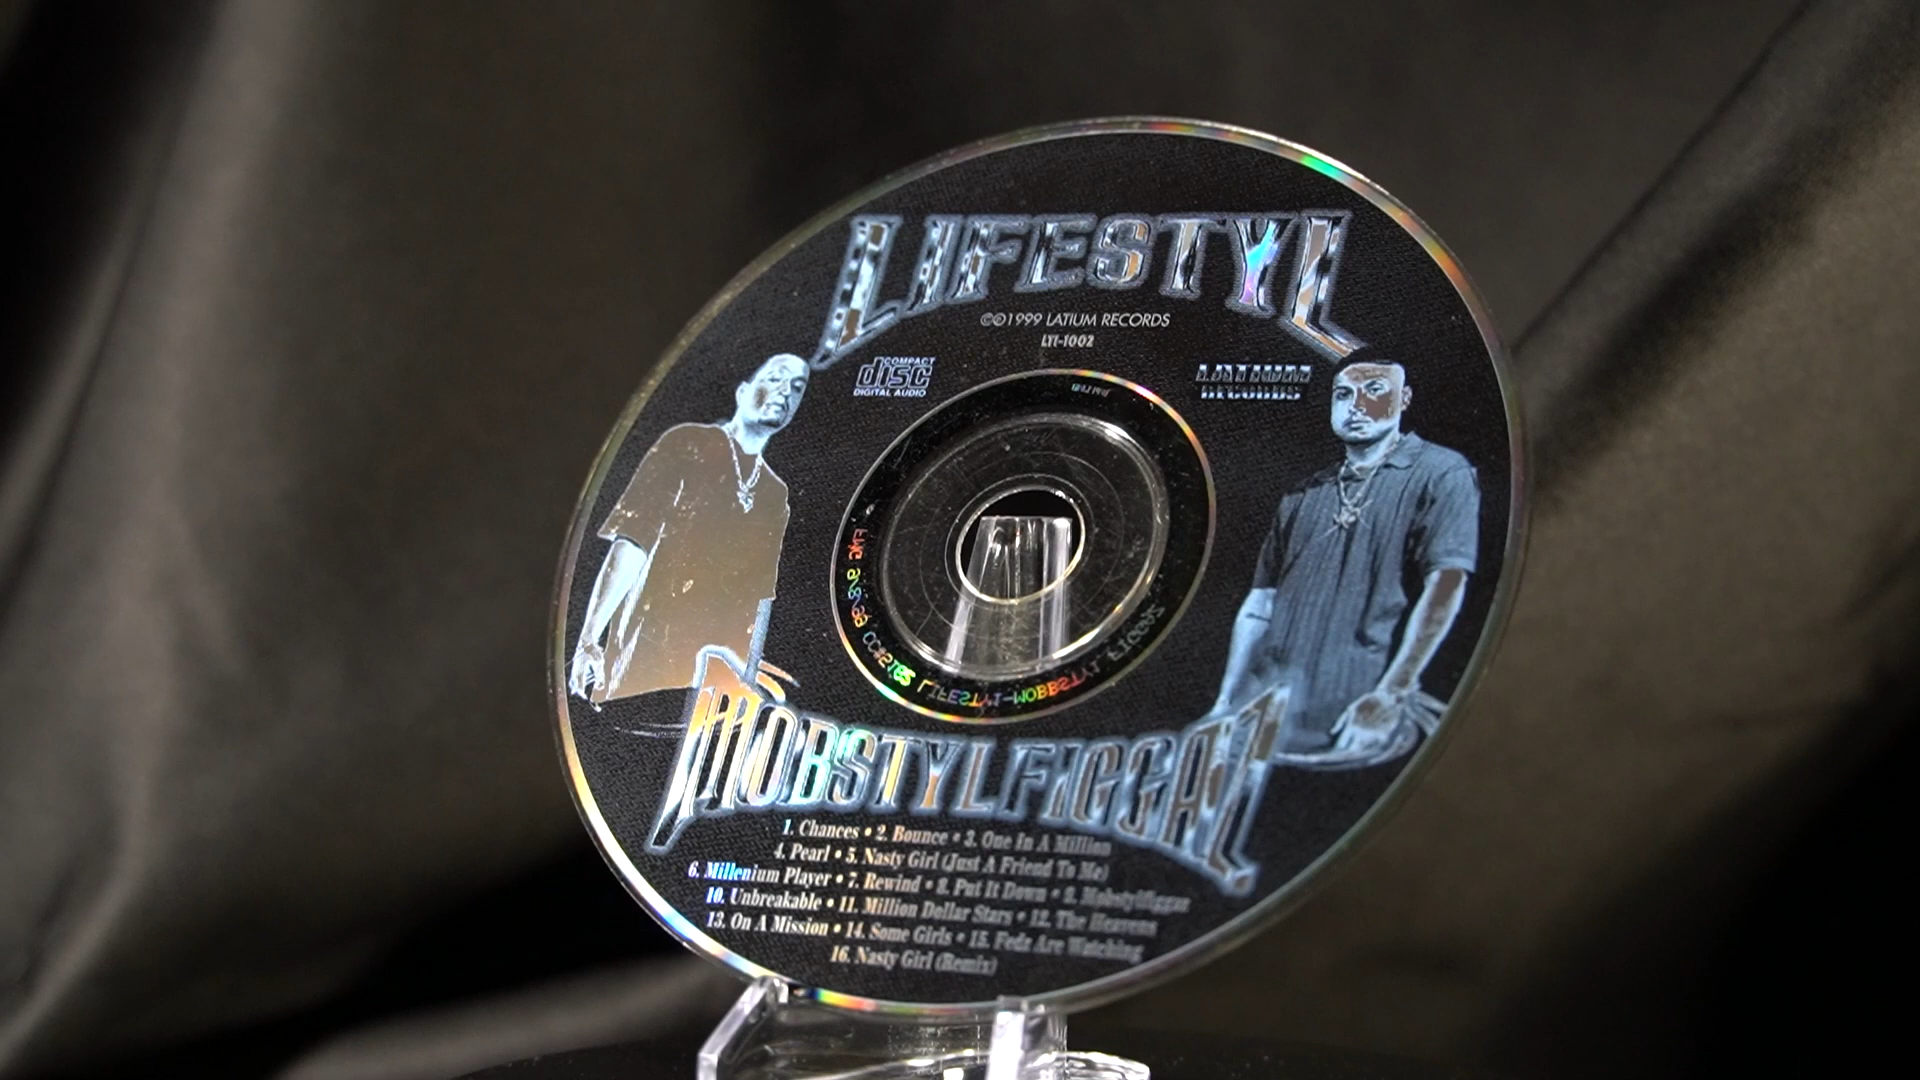 LIFESTYL
©℗1999 LATIUM RECORDS
LTI-1002
COMPACT
disc
DIGITAL AUDIO
LATIUM
RECORDS
MOBSTYLFIGGAZ
1. Chances • 2. Bounce • 3. One In A Million
4. Pearl • 5. Nasty Girl (Just A Friend To Me)
6. Millenium Player • 7. Rewind • 8. Put It Down • 9. Mobstylfiggaz
10. Unbreakable • 11. Million Dollar Stars • 12. The Heavens
13. On A Mission • 14. Some Girls • 15. Fedz Are Watching
16. Nasty Girl (Remix)